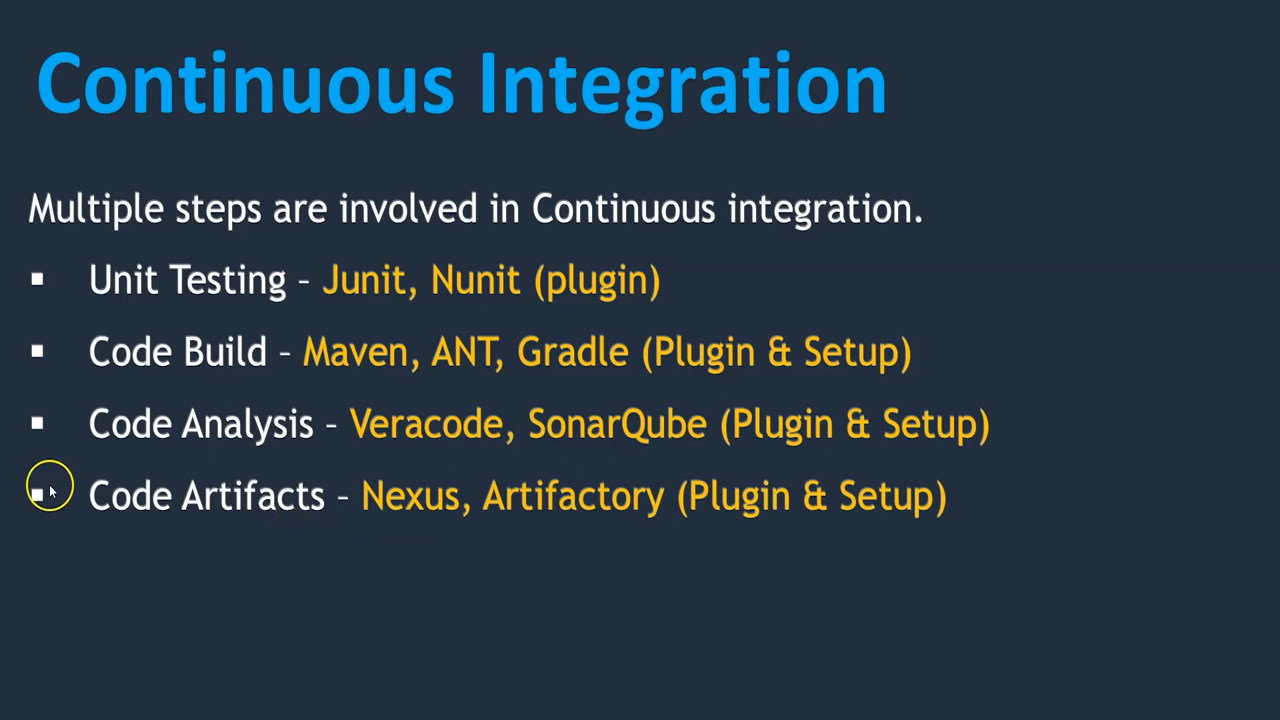 Continuous Integration
Multiple steps are involved in Continuous integration.
▪ Unit Testing – Junit, Nunit (plugin)
▪ Code Build – Maven, ANT, Gradle (Plugin & Setup)
▪ Code Analysis – Veracode, SonarQube (Plugin & Setup)
▪ Code Artifacts – Nexus, Artifactory (Plugin & Setup)